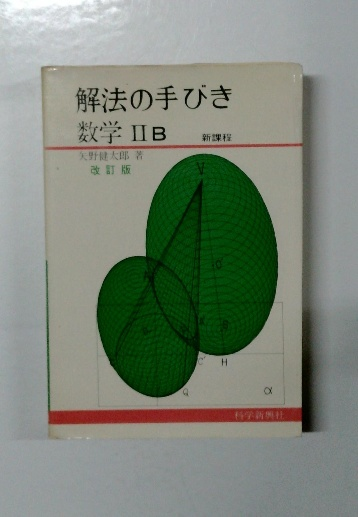 解法の手びき
数学 II B 新課程
矢野健太郎 著
改訂版
V
C' H
Q α
科学新興社